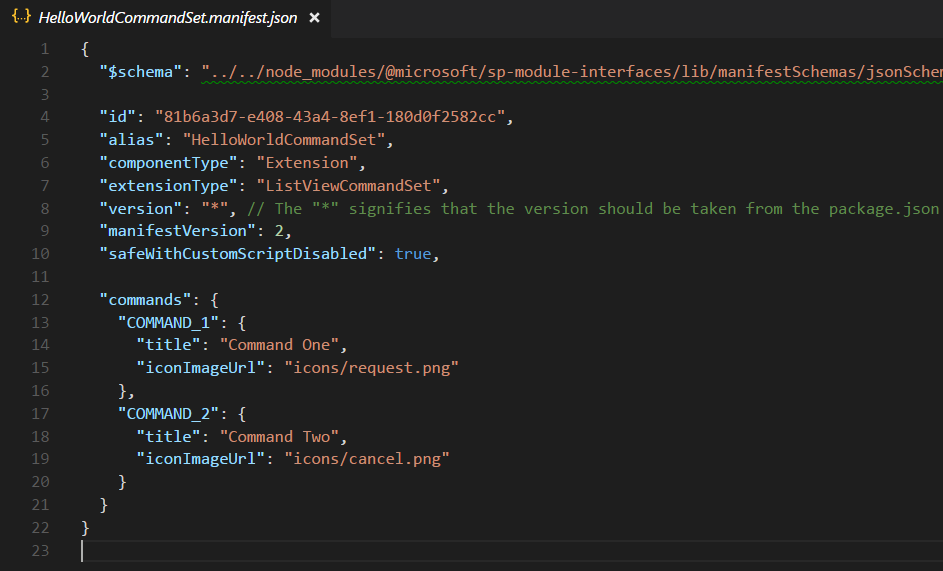 {··} HelloWorldCommandSet.manifest.json ×
1 {
2 "$schema": "../../node_modules/@microsoft/sp-module-interfaces/lib/manifestSchemas/jsonSchem
3
4 "id": "81b6a3d7-e408-43a4-8ef1-180d0f2582cc",
5 "alias": "HelloWorldCommandSet",
6 "componentType": "Extension",
7 "extensionType": "ListViewCommandSet",
8 "version": "*", // The "*" signifies that the version should be taken from the package.json
9 "manifestVersion": 2,
10 "safeWithCustomScriptDisabled": true,
11
12 "commands": {
13 "COMMAND_1": {
14 "title": "Command One",
15 "iconImageUrl": "icons/request.png"
16 },
17 "COMMAND_2": {
18 "title": "Command Two",
19 "iconImageUrl": "icons/cancel.png"
20 }
21 }
22 }
23